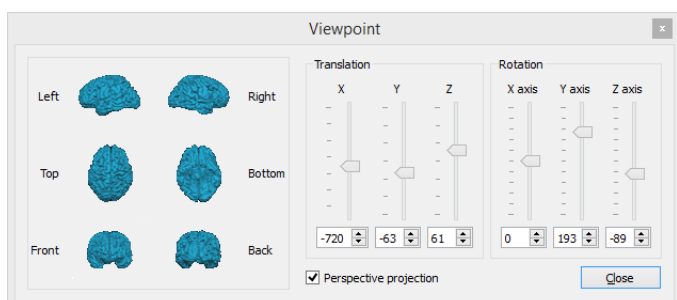 Viewpoint
x
Translation
Rotation
Left
Right
X
Y
Z
X axis
Y axis
Z axis
Top
Bottom
Front
Back
-720
-63
61
0
193
-89
Perspective projection
Close